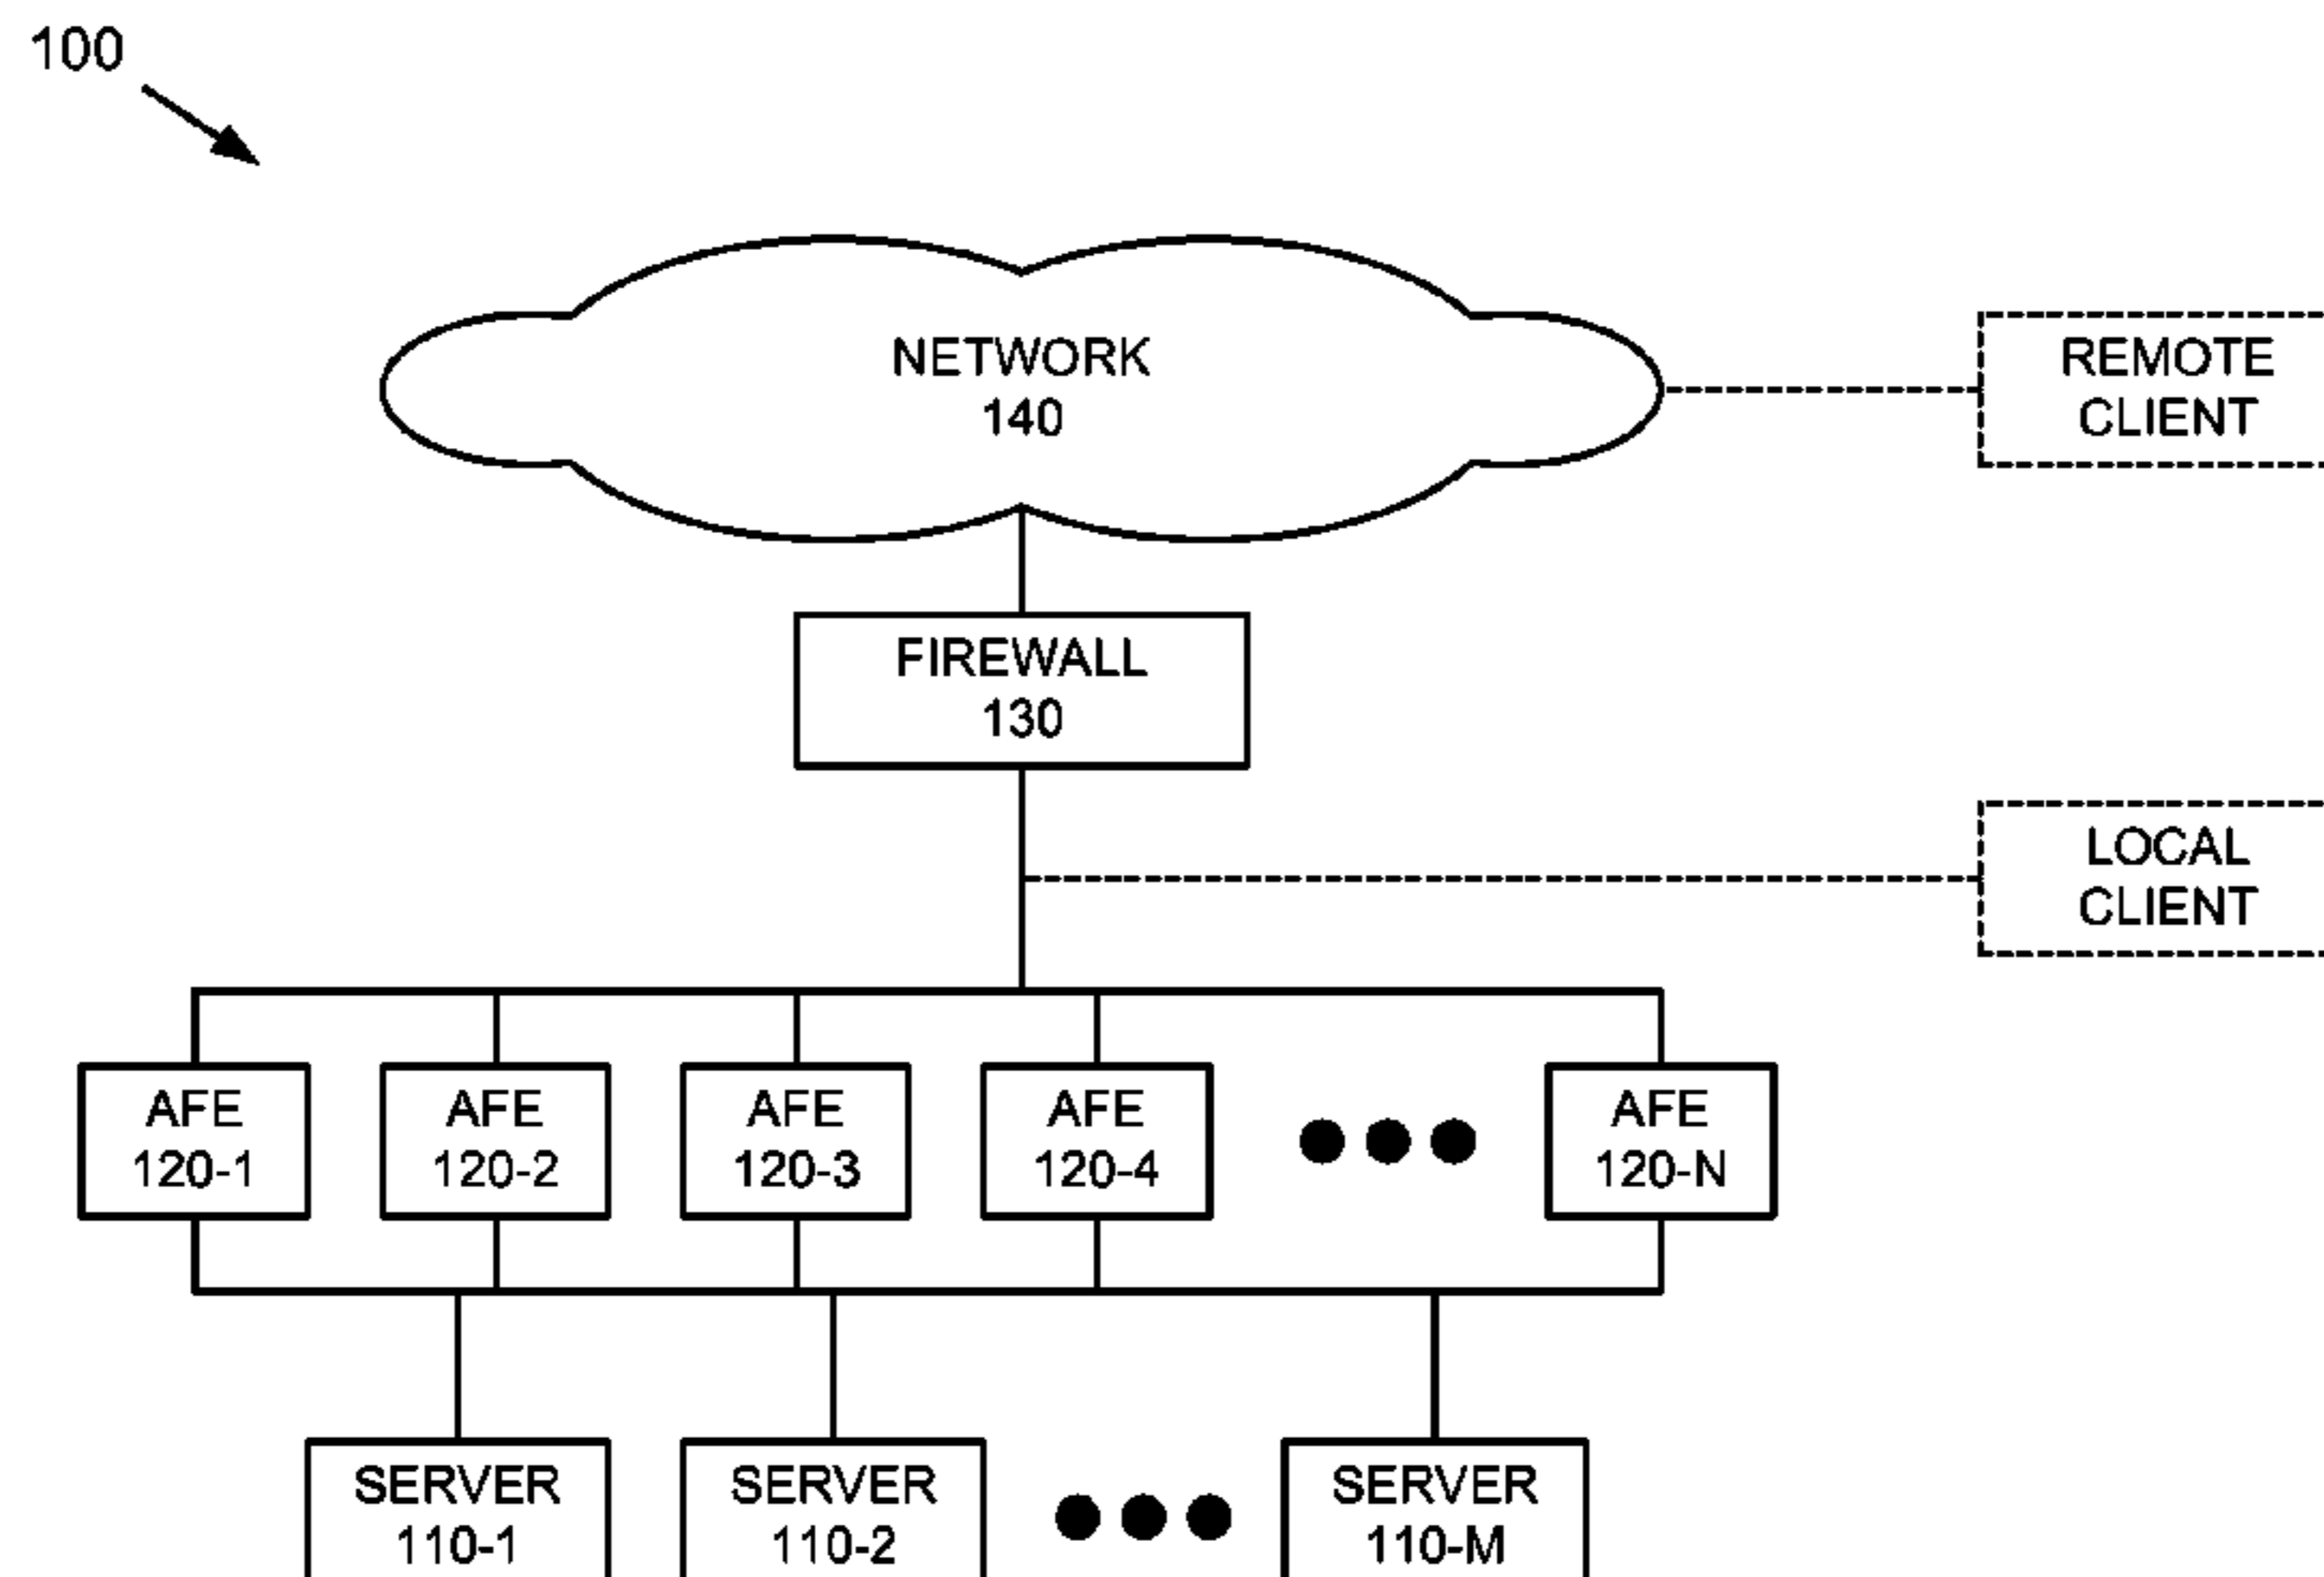 100
NETWORK
140
REMOTE
CLIENT
FIREWALL
130
LOCAL
CLIENT
AFE
120-1
AFE
120-2
AFE
120-3
AFE
120-4
AFE
120-N
SERVER
110-1
SERVER
110-2
SERVER
110-M